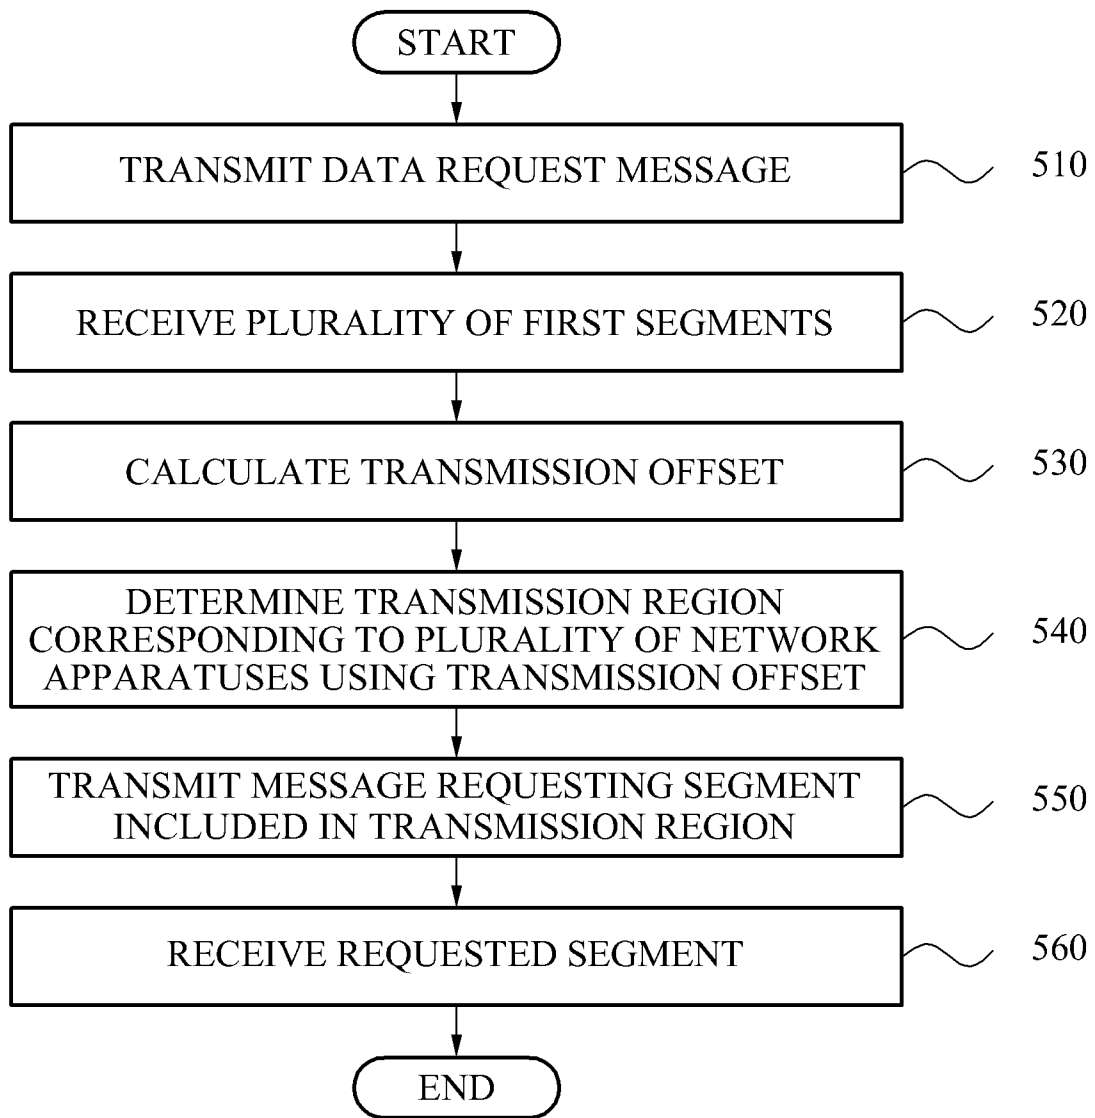 START
TRANSMIT DATA REQUEST MESSAGE
510
RECEIVE PLURALITY OF FIRST SEGMENTS
520
CALCULATE TRANSMISSION OFFSET
530
DETERMINE TRANSMISSION REGION
CORRESPONDING TO PLURALITY OF NETWORK
APPARATUSES USING TRANSMISSION OFFSET
540
TRANSMIT MESSAGE REQUESTING SEGMENT
INCLUDED IN TRANSMISSION REGION
550
RECEIVE REQUESTED SEGMENT
560
END